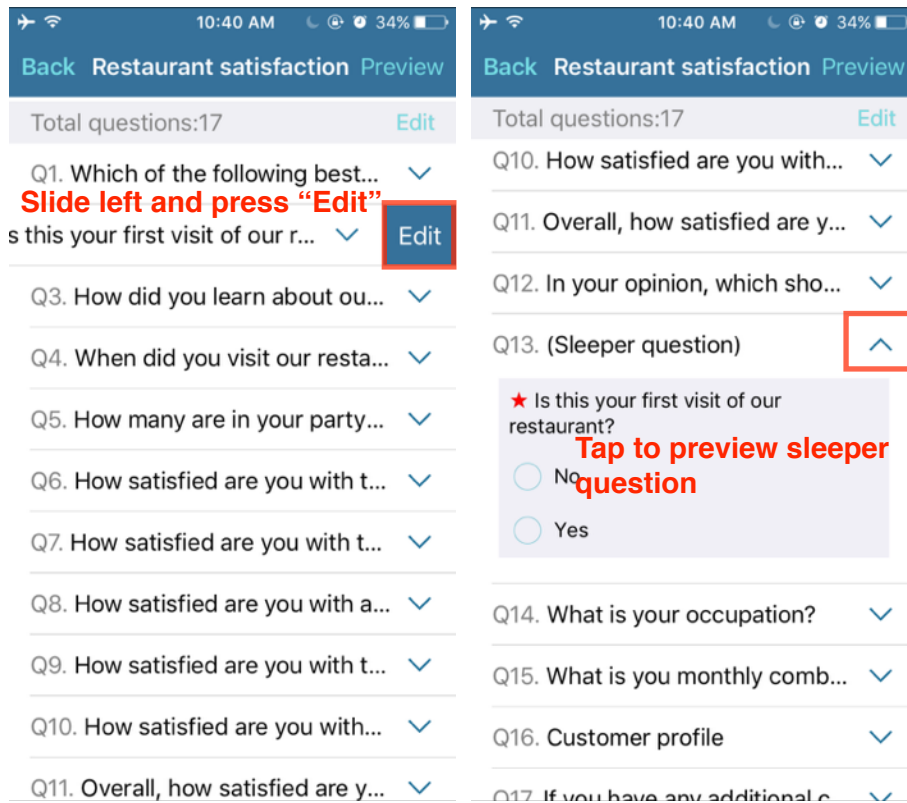 10:40 AM 34%
Back Restaurant satisfaction Preview
Total questions:17 Edit
Q1. Which of the following best...
Slide left and press “Edit”
s this your first visit of our r... Edit
Q3. How did you learn about ou...
Q4. When did you visit our resta...
Q5. How many are in your party...
Q6. How satisfied are you with t...
Q7. How satisfied are you with t...
Q8. How satisfied are you with a...
Q9. How satisfied are you with t...
Q10. How satisfied are you with...
Q11. Overall, how satisfied are y...
10:40 AM 34%
Back Restaurant satisfaction Preview
Total questions:17 Edit
Q10. How satisfied are you with...
Q11. Overall, how satisfied are y...
Q12. In your opinion, which sho...
Q13. (Sleeper question)
★ Is this your first visit of our
restaurant?
Tap to preview sleeper
No
question
Yes
Q14. What is your occupation?
Q15. What is you monthly comb...
Q16. Customer profile
Q17. If you have any additional c...